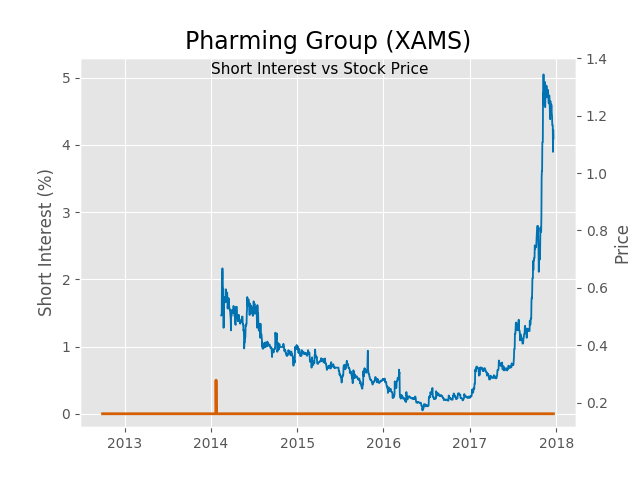 Pharming Group (XAMS)
Short Interest vs Stock Price
Short Interest (%)
5
4
3
2
1
0
1.4
1.2
1.0
0.8
0.6
0.4
0.2
Price
2013 2014 2015 2016 2017 2018